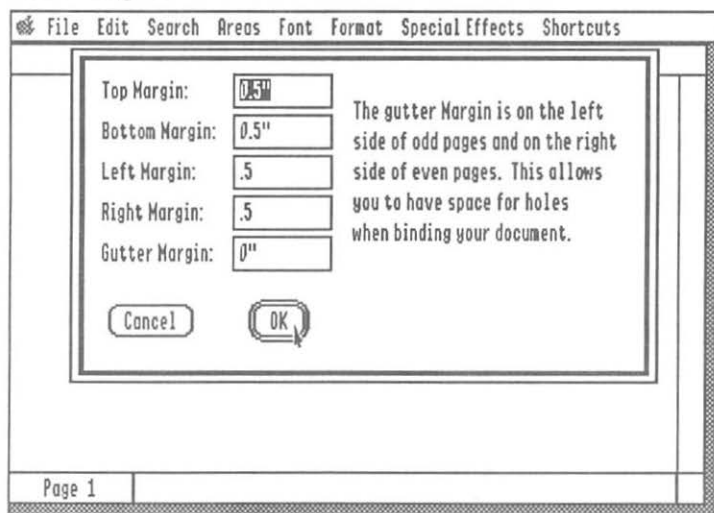 File Edit Search Areas Font Format Special Effects Shortcuts
Top Margin: 0.5"
Bottom Margin: 0.5"
Left Margin: .5
Right Margin: .5
Gutter Margin: 0"
The gutter Margin is on the left
side of odd pages and on the right
side of even pages. This allows
you to have space for holes
when binding your document.
Cancel OK
Page 1